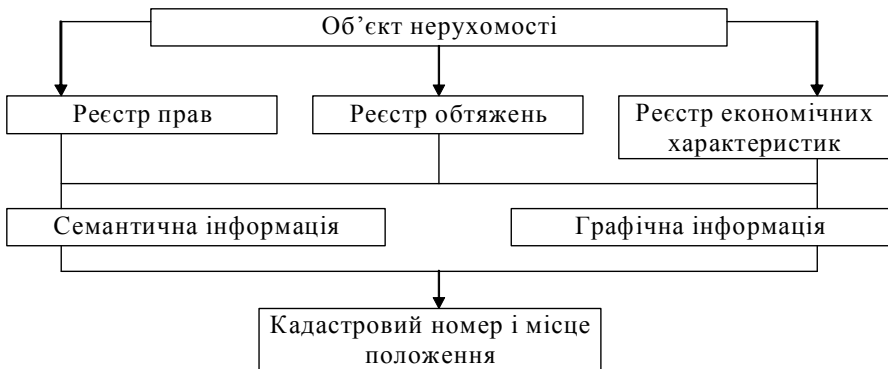 Об’єкт нерухомості
Реєстр прав
Реєстр обтяжень
Реєстр економічних
характеристик
Семантична інформація
Графічна інформація
Кадастровий номер і місце
положення